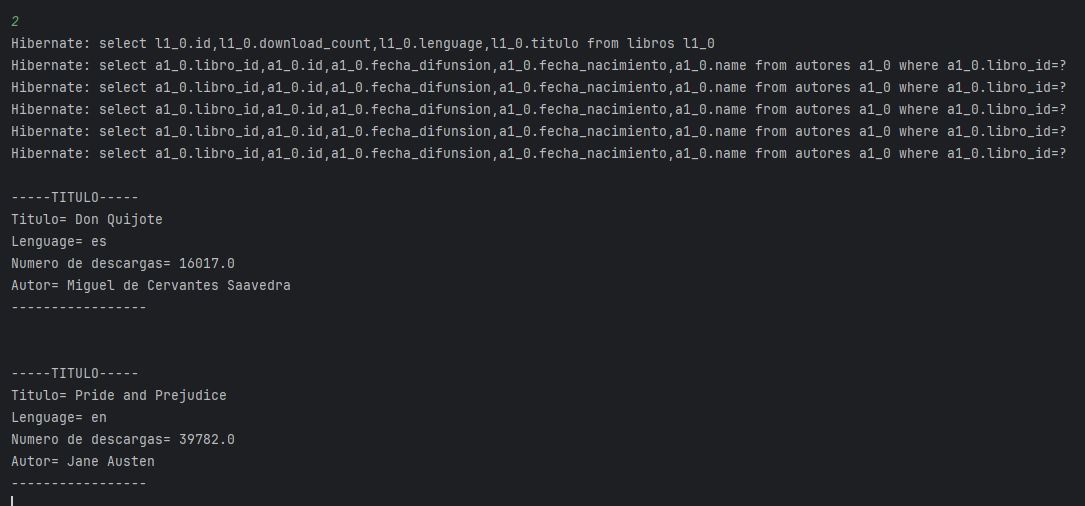 2
Hibernate: select l1_0.id,l1_0.download_count,l1_0.lenguage,l1_0.titulo from libros l1_0
Hibernate: select a1_0.libro_id,a1_0.id,a1_0.fecha_difunsion,a1_0.fecha_nacimiento,a1_0.name from autores a1_0 where a1_0.libro_id=?
Hibernate: select a1_0.libro_id,a1_0.id,a1_0.fecha_difunsion,a1_0.fecha_nacimiento,a1_0.name from autores a1_0 where a1_0.libro_id=?
Hibernate: select a1_0.libro_id,a1_0.id,a1_0.fecha_difunsion,a1_0.fecha_nacimiento,a1_0.name from autores a1_0 where a1_0.libro_id=?
Hibernate: select a1_0.libro_id,a1_0.id,a1_0.fecha_difunsion,a1_0.fecha_nacimiento,a1_0.name from autores a1_0 where a1_0.libro_id=?
Hibernate: select a1_0.libro_id,a1_0.id,a1_0.fecha_difunsion,a1_0.fecha_nacimiento,a1_0.name from autores a1_0 where a1_0.libro_id=?
-----TITULO-----
Titulo= Don Quijote
Lenguage= es
Numero de descargas= 16017.0
Autor= Miguel de Cervantes Saavedra
-----------------
-----TITULO-----
Titulo= Pride and Prejudice
Lenguage= en
Numero de descargas= 39782.0
Autor= Jane Austen
-----------------